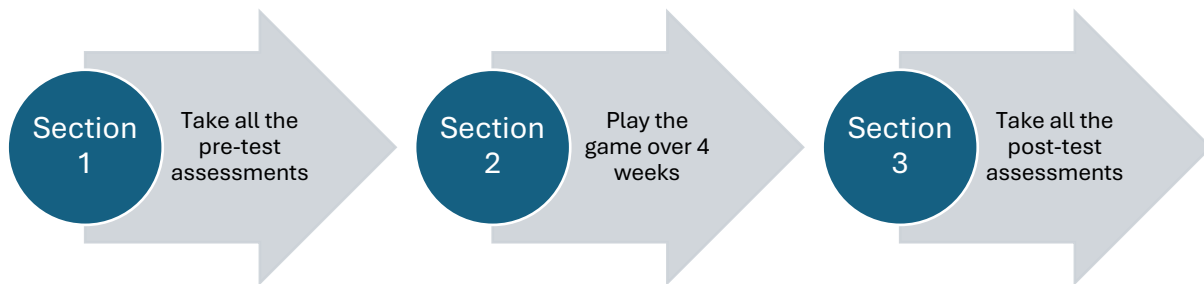 Section
1
Take all the
pre-test
assessments
Section
2
Play the
game over 4
weeks
Section
3
Take all the
post-test
assessments